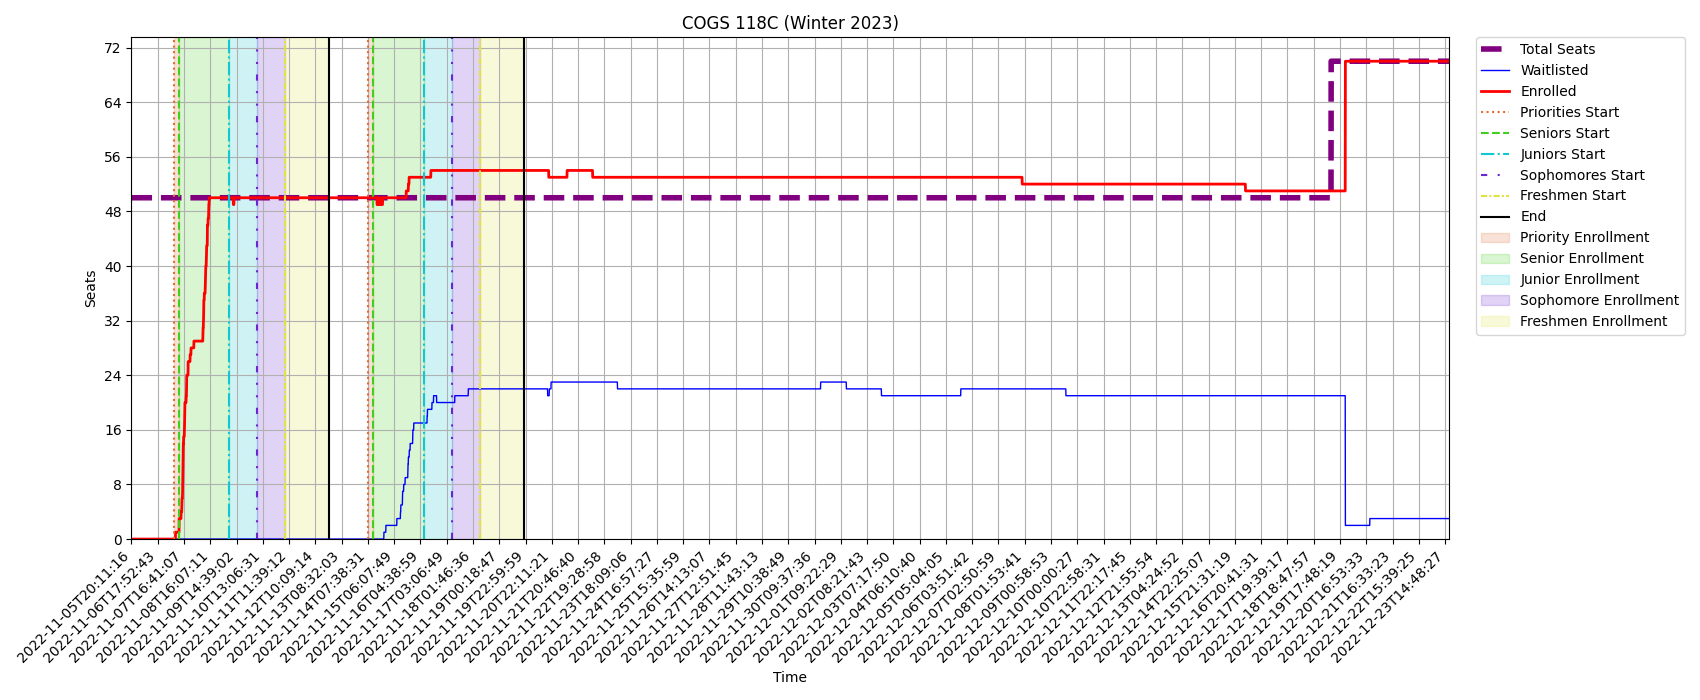 COGS 118C (Winter 2023)
72
64
56
48
40
32
24
16
8
0
Seats
2022-11-05T20:11:16
2022-11-06T17:52:43
2022-11-07T16:41:07
2022-11-08T16:07:11
2022-11-09T14:39:02
2022-11-10T13:06:31
2022-11-11T11:39:12
2022-11-12T10:09:14
2022-11-13T08:32:03
2022-11-14T07:38:31
2022-11-15T06:07:49
2022-11-16T04:38:59
2022-11-17T03:06:49
2022-11-18T01:46:36
2022-11-19T00:18:47
2022-11-19T22:59:59
2022-11-20T22:11:21
2022-11-21T20:46:40
2022-11-22T19:28:58
2022-11-23T18:09:06
2022-11-24T16:57:27
2022-11-25T15:35:59
2022-11-26T14:13:07
2022-11-27T12:51:45
2022-11-28T11:43:13
2022-11-29T10:38:49
2022-11-30T09:37:36
2022-12-01T09:22:29
2022-12-02T08:21:43
2022-12-03T07:17:50
2022-12-04T06:10:40
2022-12-05T05:04:05
2022-12-06T03:51:42
2022-12-07T02:50:59
2022-12-08T01:53:41
2022-12-09T00:58:53
2022-12-10T00:00:27
2022-12-10T22:58:31
2022-12-11T22:17:45
2022-12-12T21:55:54
2022-12-13T04:24:52
2022-12-14T22:25:07
2022-12-15T21:31:19
2022-12-16T20:41:31
2022-12-17T19:39:17
2022-12-18T18:47:57
2022-12-19T17:48:19
2022-12-20T16:53:33
2022-12-21T16:33:23
2022-12-22T15:39:25
2022-12-23T14:48:27
Time
Total Seats
Waitlisted
Enrolled
Priorities Start
Seniors Start
Juniors Start
Sophomores Start
Freshmen Start
End
Priority Enrollment
Senior Enrollment
Junior Enrollment
Sophomore Enrollment
Freshmen Enrollment